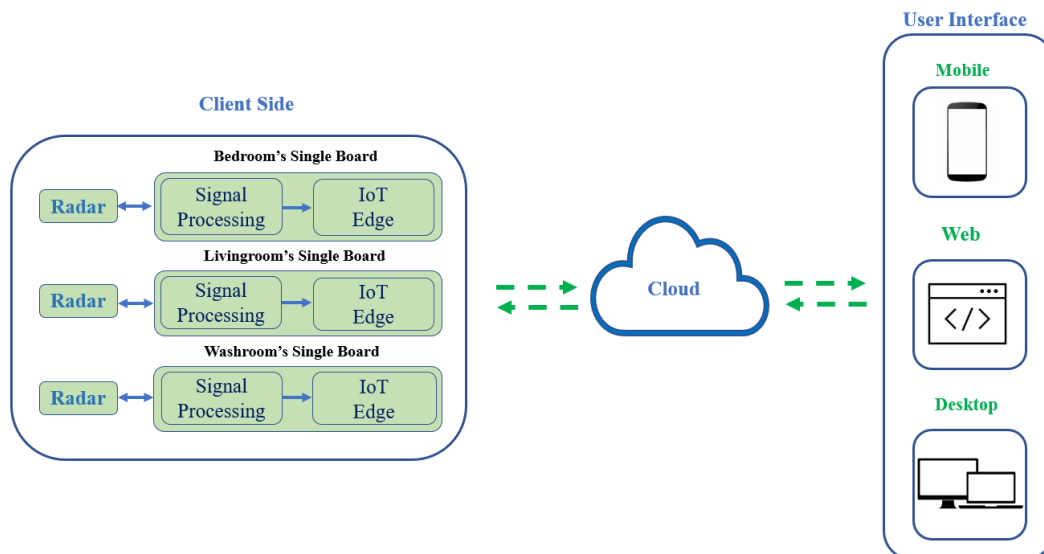 Client Side
Bedroom's Single Board
Radar
Signal
Processing
IoT
Edge
Livingroom's Single Board
Radar
Signal
Processing
IoT
Edge
Washroom's Single Board
Radar
Signal
Processing
IoT
Edge
Cloud
User Interface
Mobile
Web
</>
Desktop